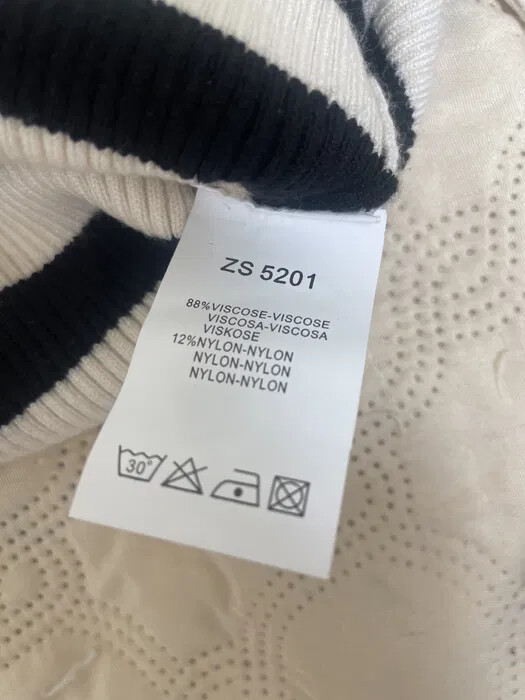 ZS 5201
88%VISCOSE-VISCOSE
VISCOSA-VISCOSA
VISKOSE
12%NYLON-NYLON
NYLON-NYLON
NYLON-NYLON
30°